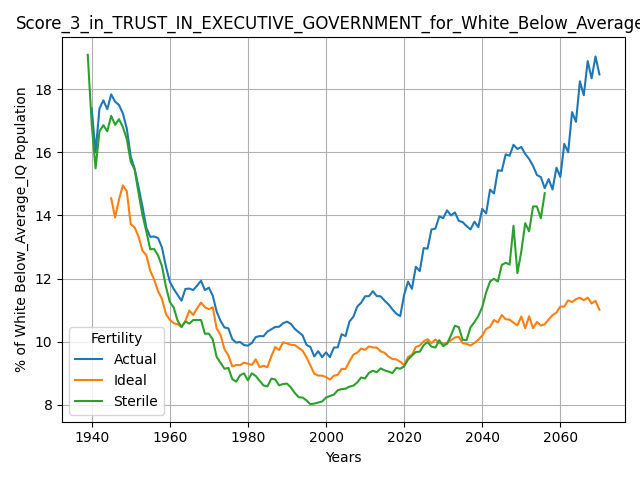 Score_3_in_TRUST_IN_EXECUTIVE_GOVERNMENT_for_White_Below_Average
% of White Below_Average_IQ Population
18
16
14
12
10
8
Fertility
Actual
Ideal
Sterile
1940
1960
1980
2000
2020
2040
2060
Years